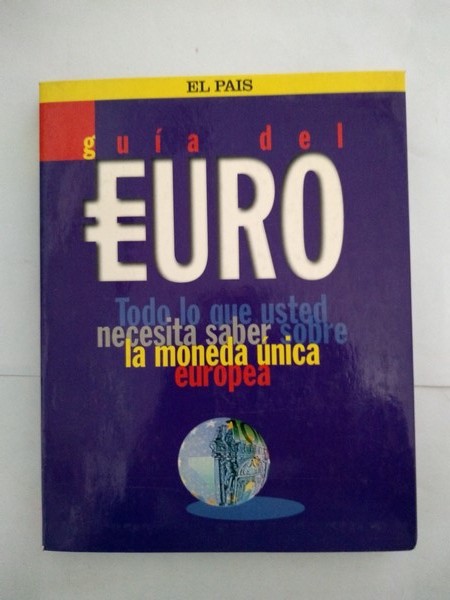 EL PAIS
guía del
€URO
Todo lo que usted
necesita saber sobre
la moneda única
europea